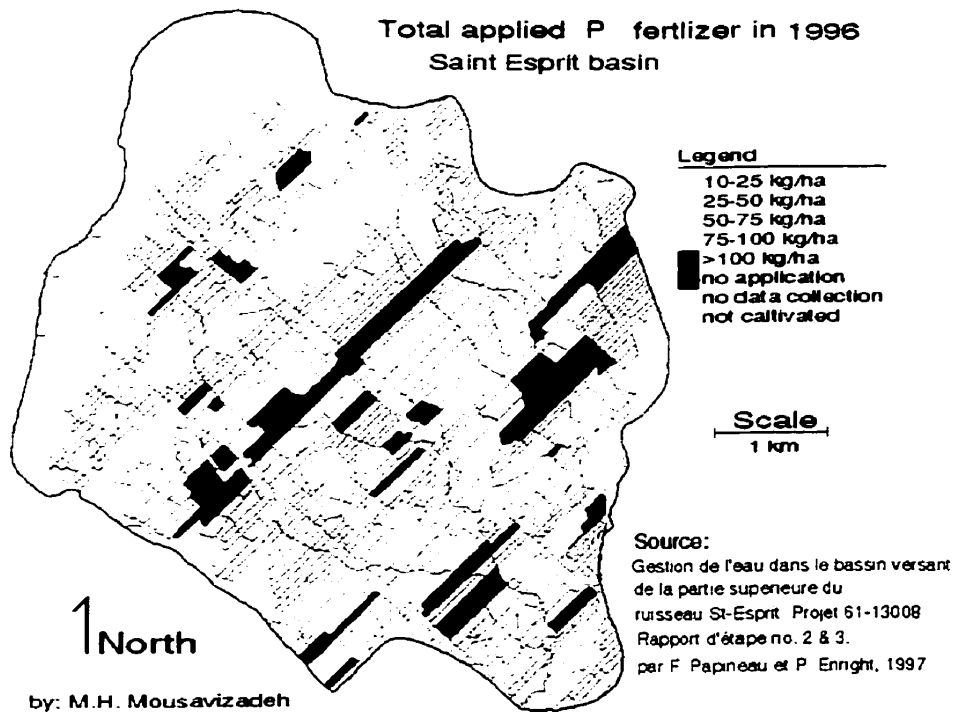 Total applied P fertlizer in 1996
Saint Esprit basin
Legend
10-25 kg/ha
25-50 kg/ha
50-75 kg/ha
75-100 kg/ha
>100 kg/ha
no application
no data collection
not caltivated
Scale
1 km
Source:
Gestion de l'eau dans le bassin versant
de la partie superieure du
ruisseau St-Esprit Projet 61-13008
Rapport d'étape no. 2 & 3.
par F Papineau et P Enright, 1997
North
by: M.H. Mousavizadeh